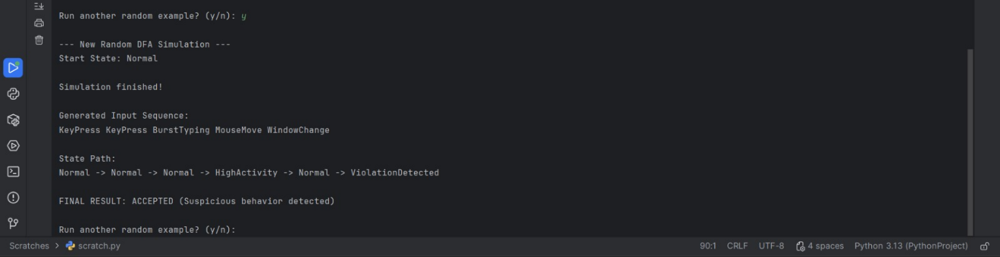 Run another random example? (y/n): y
--- New Random DFA Simulation ---
Start State: Normal
Simulation finished!
Generated Input Sequence:
KeyPress KeyPress BurstTyping MouseMove WindowChange
State Path:
Normal -> Normal -> Normal -> HighActivity -> Normal -> ViolationDetected
FINAL RESULT: ACCEPTED (Suspicious behavior detected)
Run another random example? (y/n):
Scratches > scratch.py 90:1 CRLF UTF-8 4 spaces Python 3.13 (PythonProject)